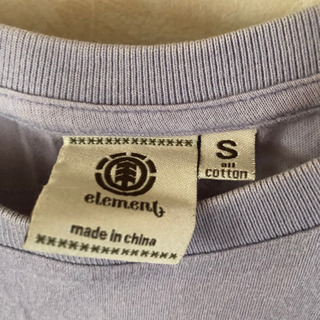 element
made in china
S
all
cotton